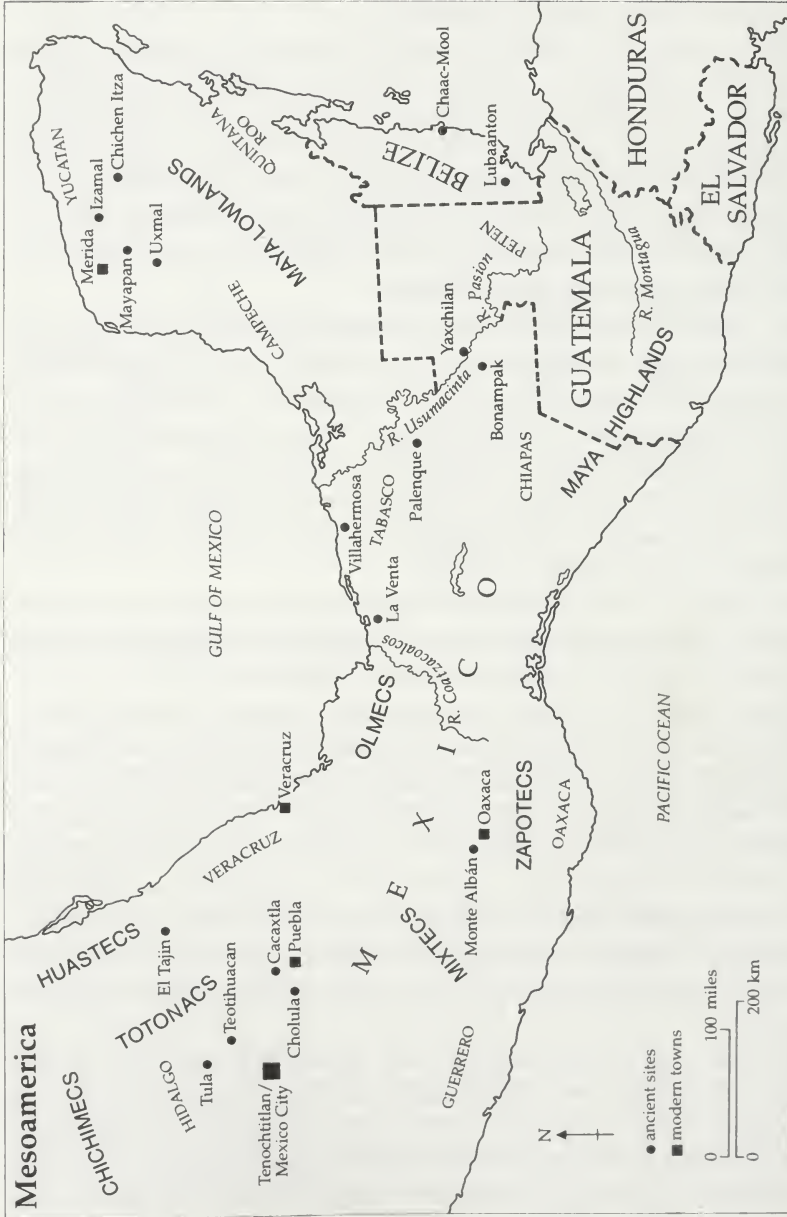 Mesoamerica
CHICHIMECS
HUASTECS
HIDALGO
TOTONACS
El Tajin
Tula
Teotihuacan
Tenochtitlan/
Mexico City
Cacaxtla
Cholula
Puebla
VERACRUZ
Veracruz
GULF OF MEXICO
MEXICO
MIXTECS
GUERRERO
Monte Albán
Oaxaca
ZAPOTECS
OAXACA
OLMECS
R. Coatzacoalcos
La Venta
Villahermosa
TABASCO
Palenque
R. Usumacinta
CHIAPAS
Bonampak
Yaxchilan
R. Pasion
PETEN
MAYA HIGHLANDS
GUATEMALA
R. Montagua
CAMPECHE
MAYA LOWLANDS
YUCATAN
Merida
Izamal
Mayapan
Chichen Itza
Uxmal
QUINTANA
ROO
BELIZE
Chaac-Mool
Lubaanton
HONDURAS
EL
SALVADOR
PACIFIC OCEAN
N
ancient sites
modern towns
0 100 miles
0 200 km